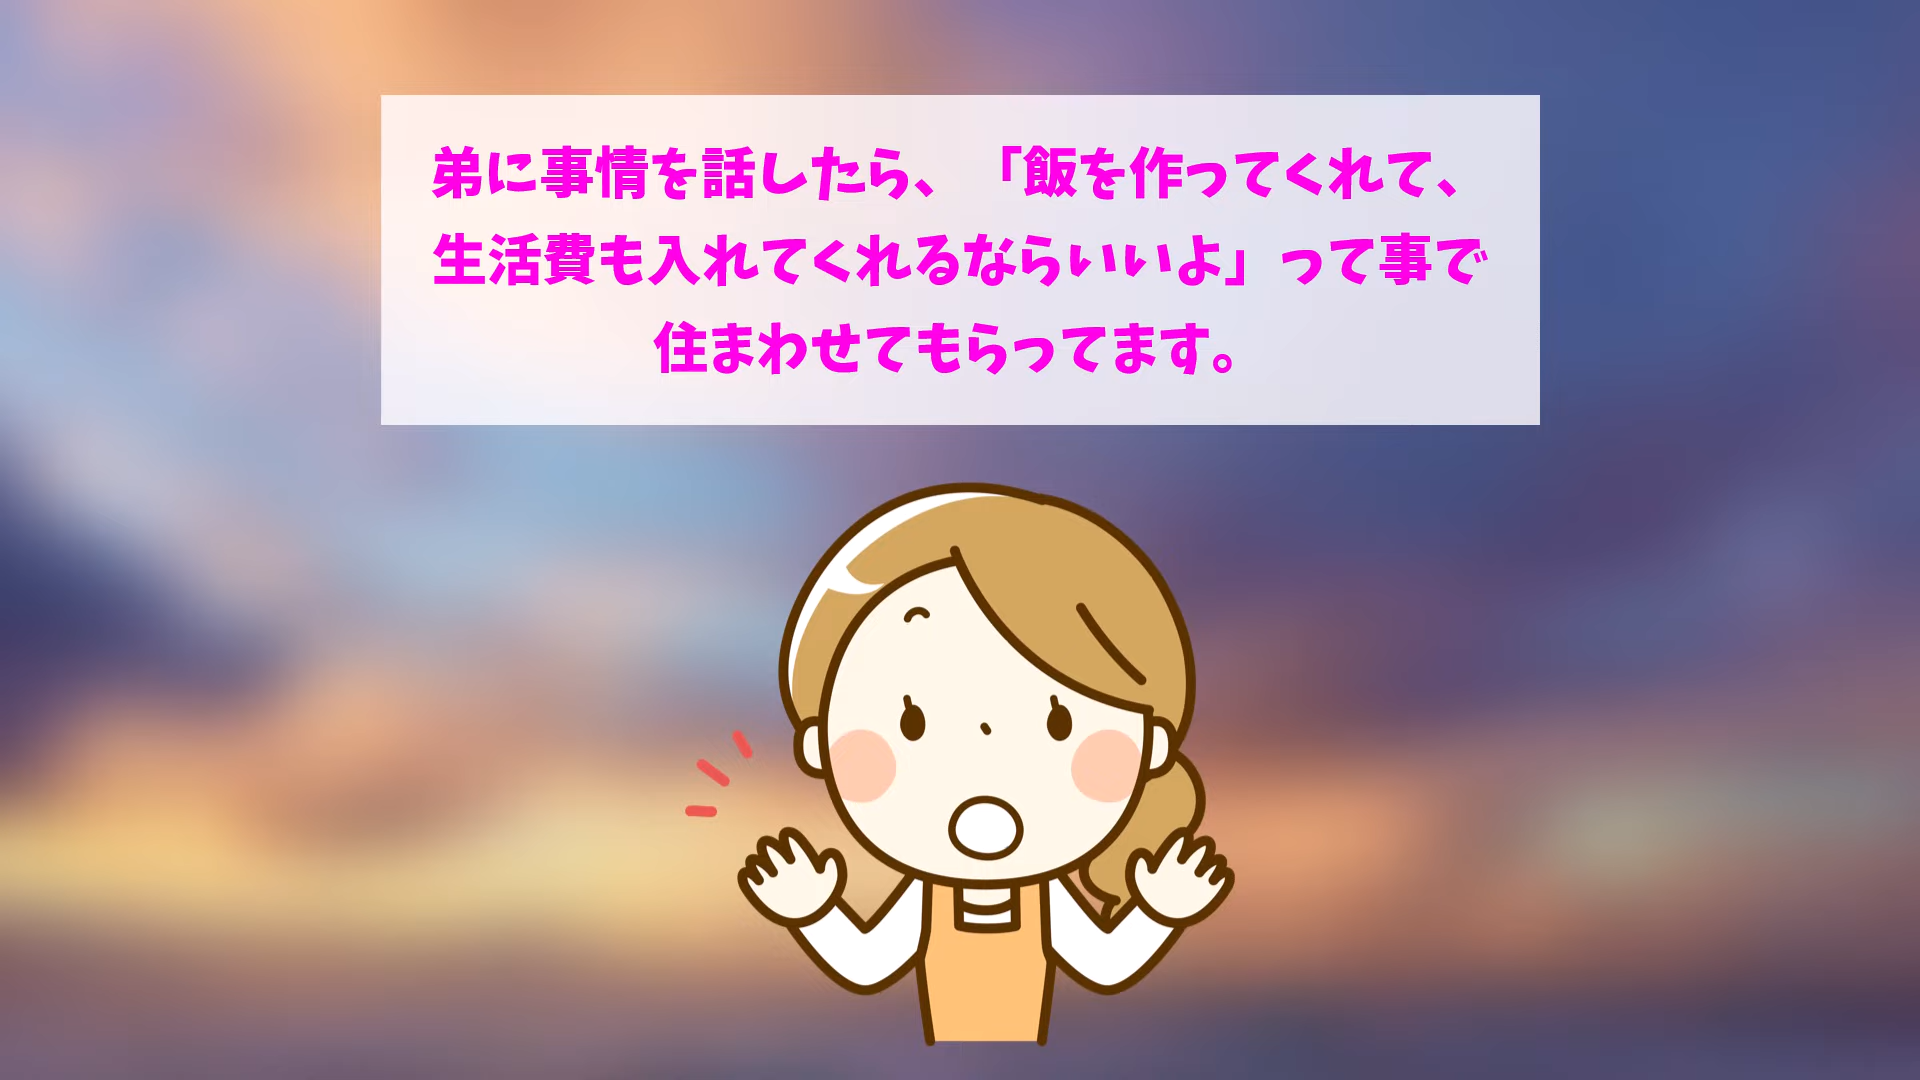 弟に事情を話したら、「飯を作ってくれて、
生活費も入れてくれるならいいよ」って事で
住まわせてもらってます。